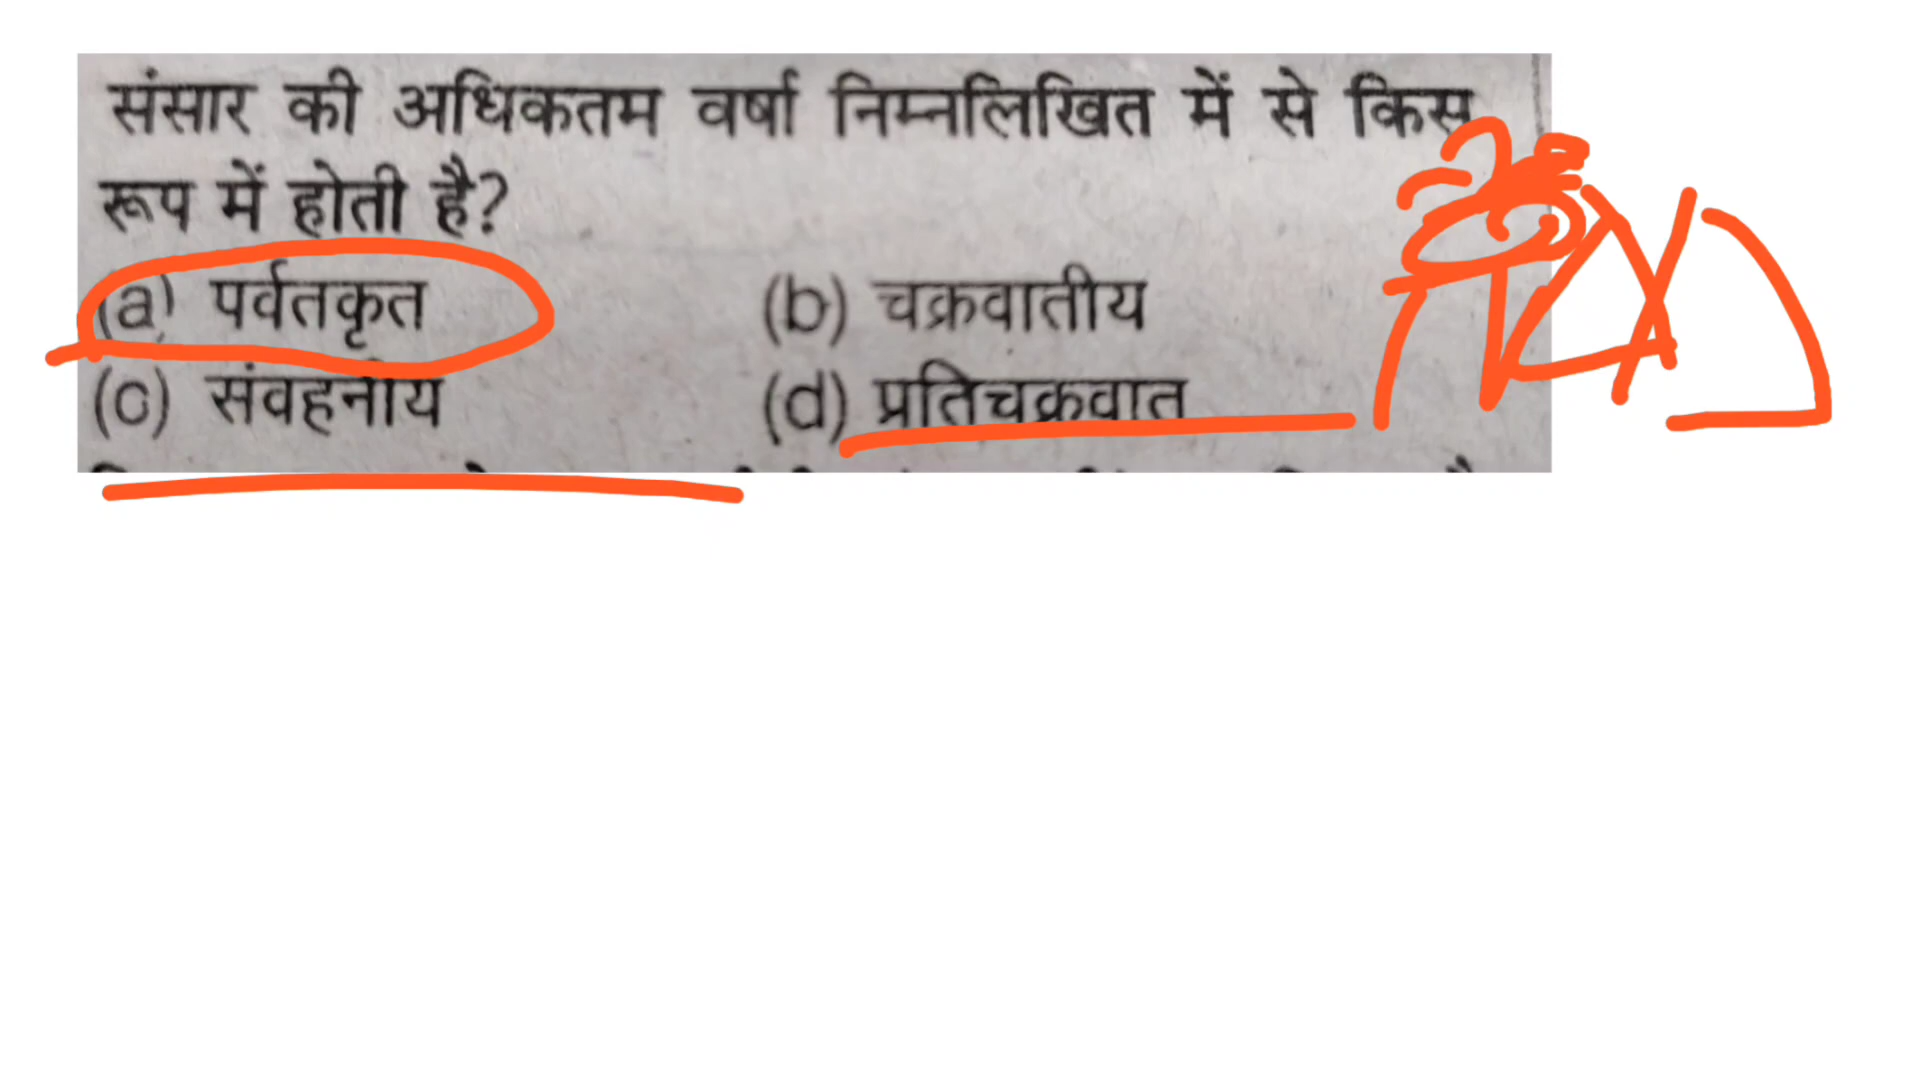 संसार की अधिकतम वर्षा निम्नलिखित में से किस
रूप में होती है?
(a) पर्वतकृत (b) चक्रवातीय
(c) संवहनीय (d) प्रतिचक्रवात